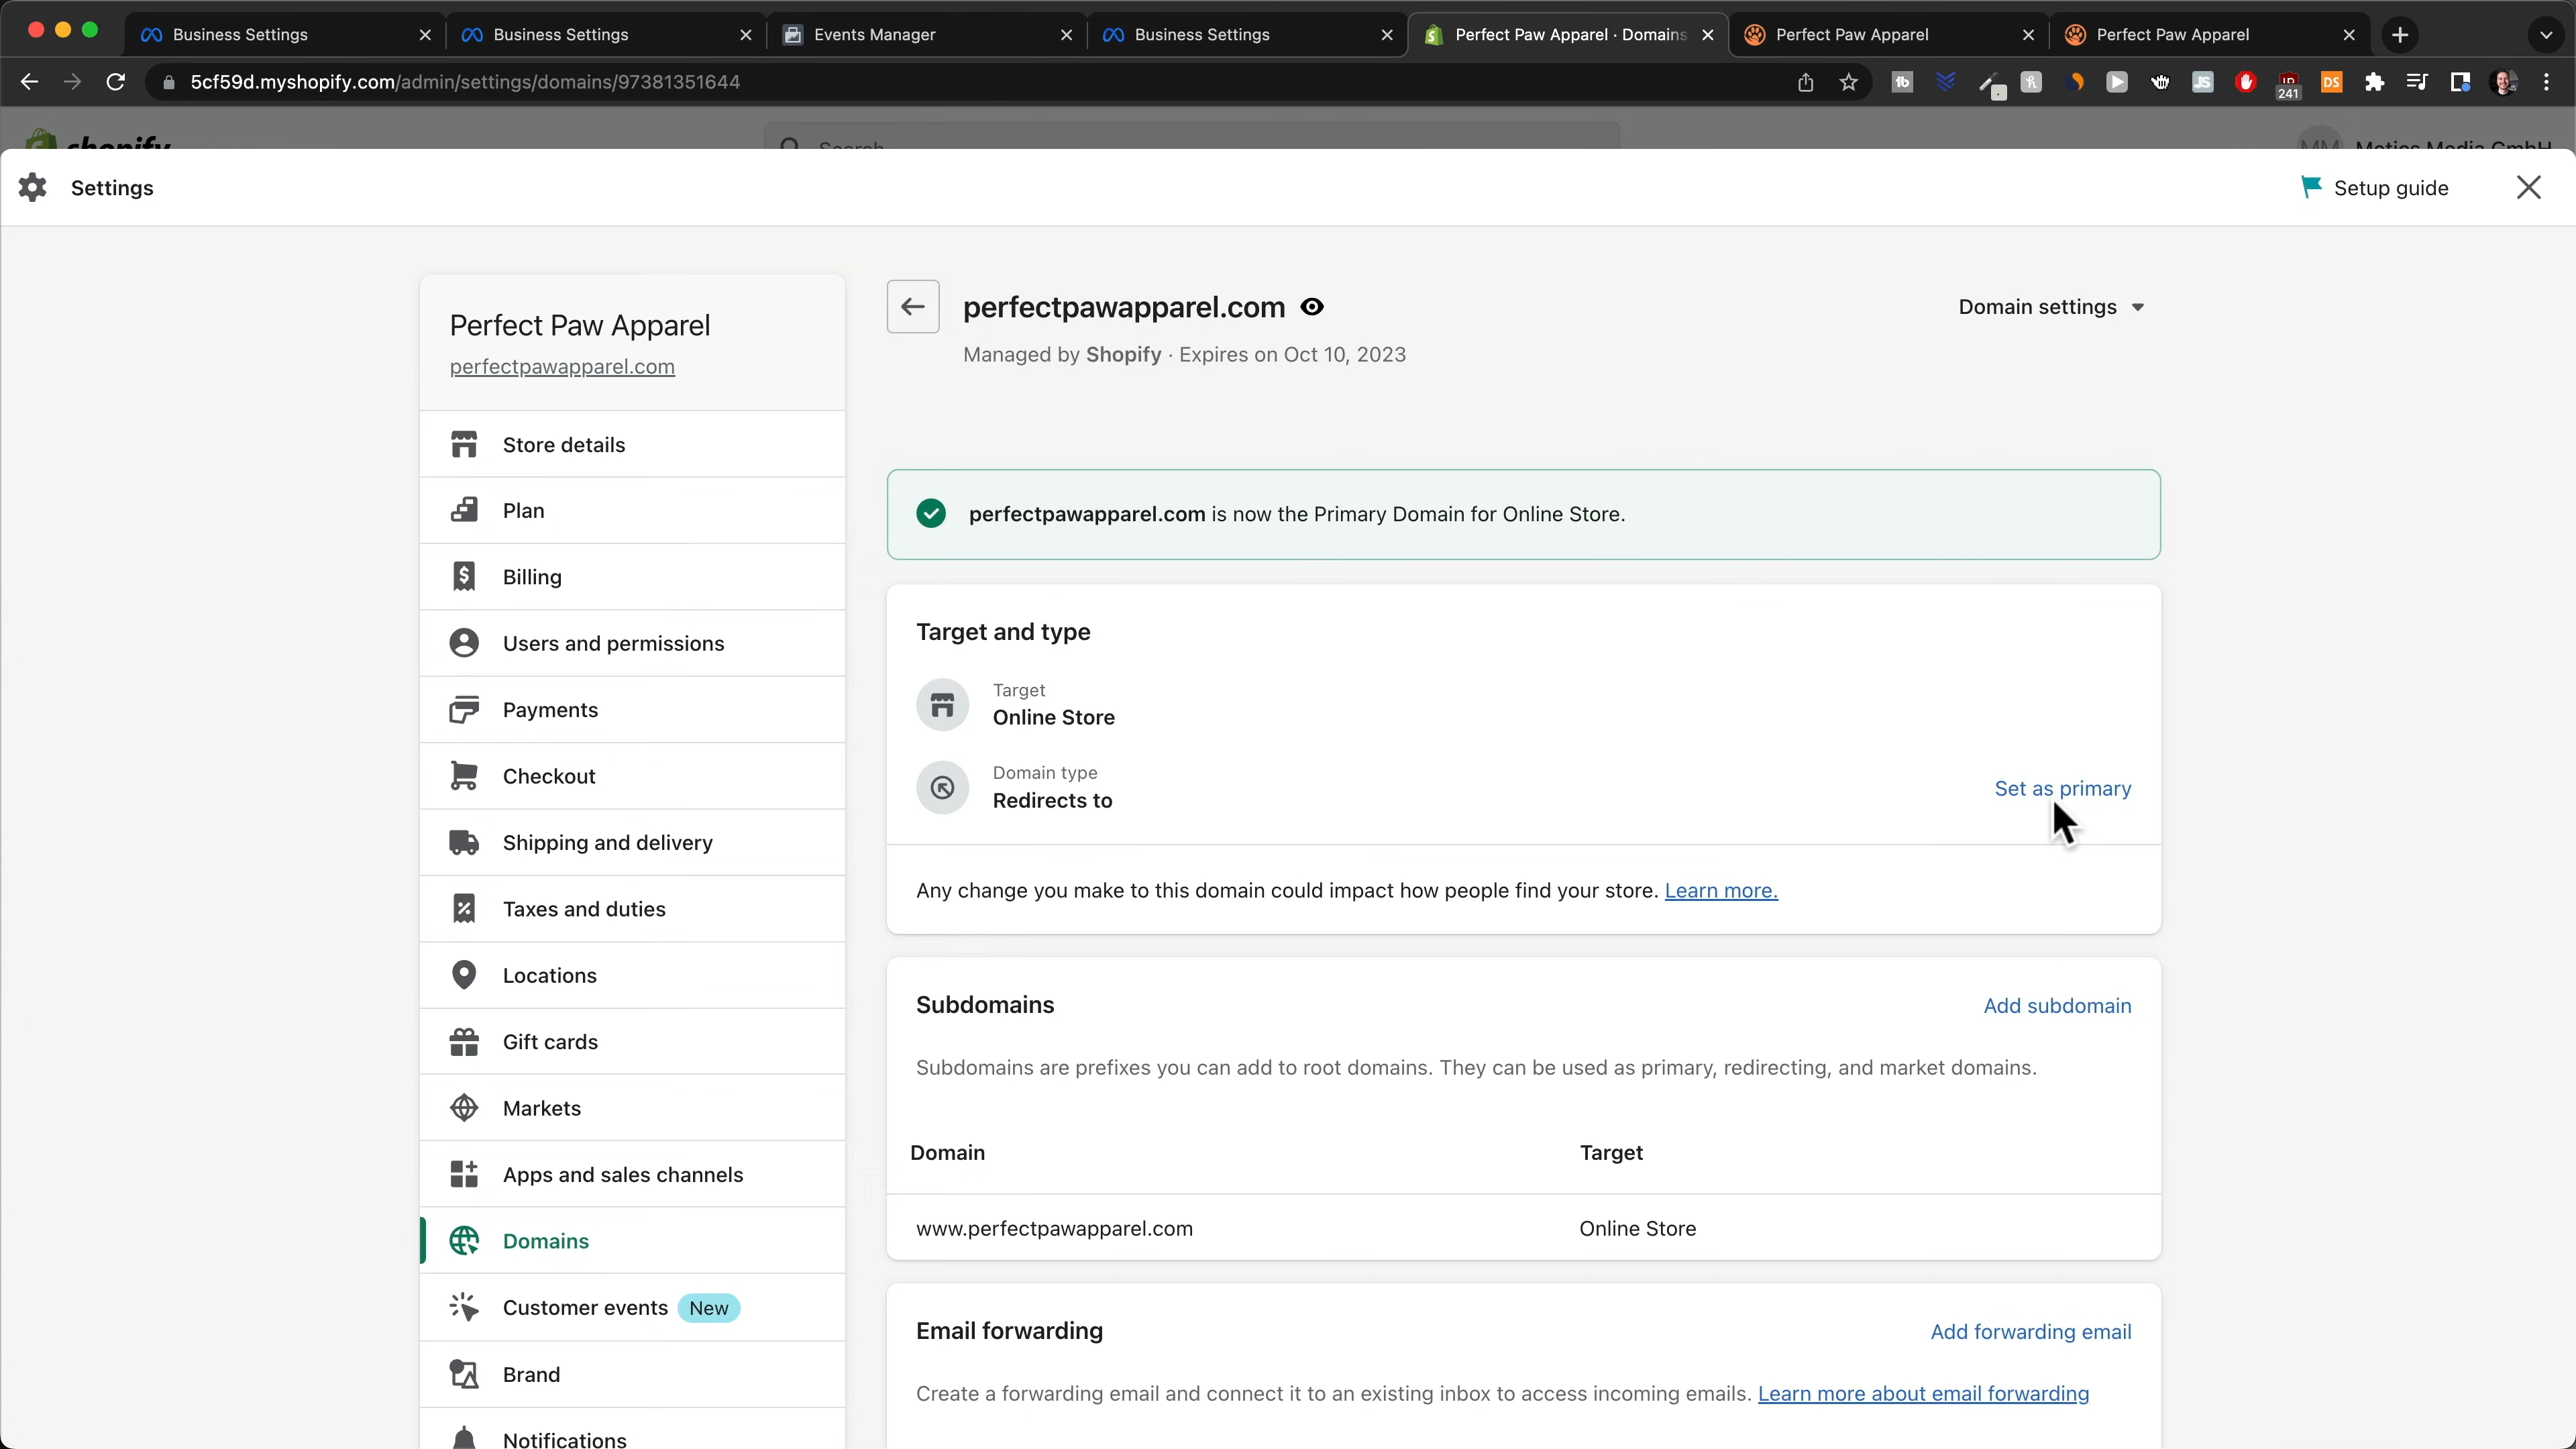 Business Settings
Business Settings
Events Manager
Business Settings
Perfect Paw Apparel · Domains
Perfect Paw Apparel
Perfect Paw Apparel
5cf59d.myshopify.com/admin/settings/domains/97381351644
241
shopify
Search
MM Motics Media GmbH
Settings
Setup guide
Perfect Paw Apparel
perfectpawapparel.com
Store details
Plan
Billing
Users and permissions
Payments
Checkout
Shipping and delivery
Taxes and duties
Locations
Gift cards
Markets
Apps and sales channels
Domains
Customer events New
Brand
Notifications
perfectpawapparel.com
Domain settings
Managed by Shopify · Expires on Oct 10, 2023
perfectpawapparel.com is now the Primary Domain for Online Store.
Target and type
Target
Online Store
Domain type
Redirects to
Set as primary
Any change you make to this domain could impact how people find your store. Learn more.
Subdomains
Add subdomain
Subdomains are prefixes you can add to root domains. They can be used as primary, redirecting, and market domains.
Domain Target
www.perfectpawapparel.com Online Store
Email forwarding
Add forwarding email
Create a forwarding email and connect it to an existing inbox to access incoming emails. Learn more about email forwarding